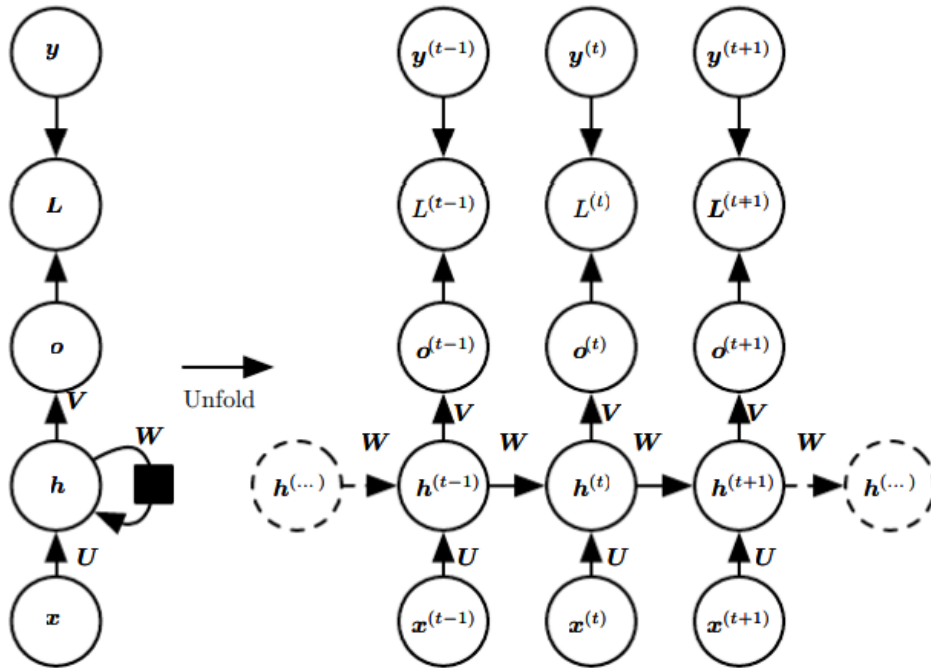 y
y^(t−1) y^(t) y^(t+1)
L
L^(t−1) L^(t) L^(t+1)
o
o^(t−1) o^(t) o^(t+1)
Unfold
V
V V V
W
W W W W
h
h^(...) h^(t−1) h^(t) h^(t+1) h^(...)
U
U U U
x
x^(t−1) x^(t) x^(t+1)